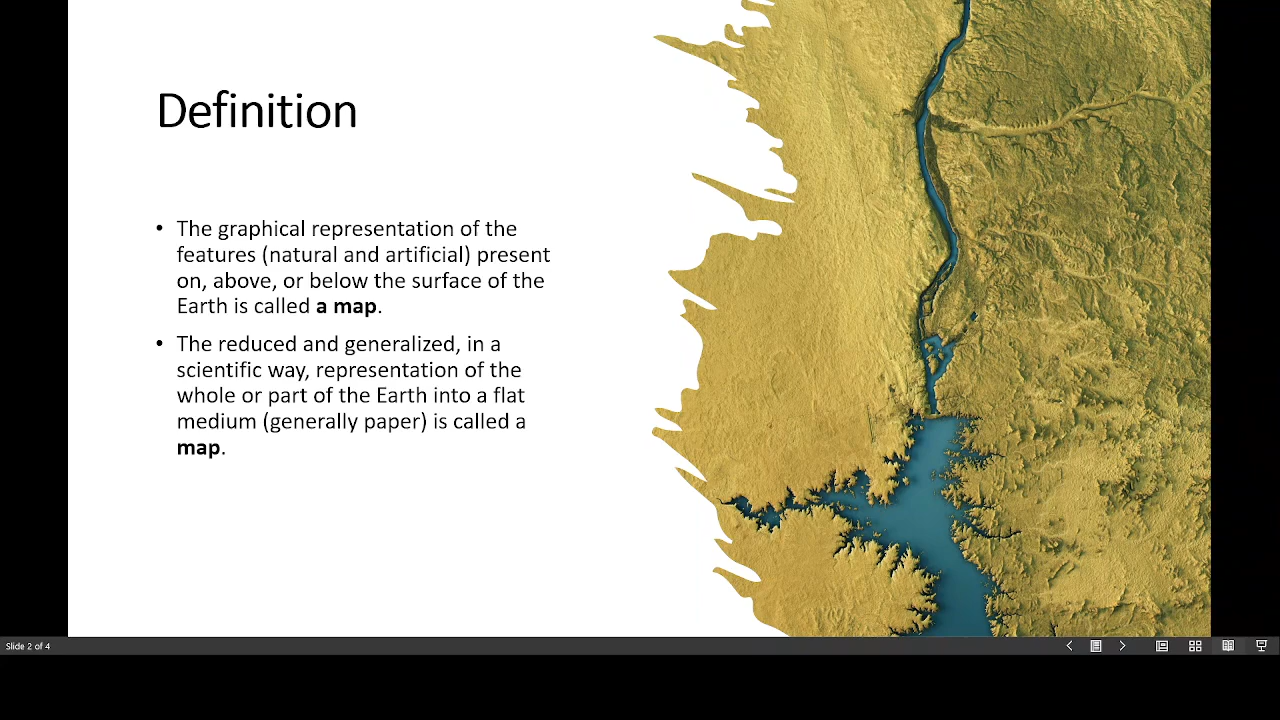 Definition
• The graphical representation of the
features (natural and artificial) present
on, above, or below the surface of the
Earth is called a map.
• The reduced and generalized, in a
scientific way, representation of the
whole or part of the Earth into a flat
medium (generally paper) is called a
map.
Slide 2 of 4